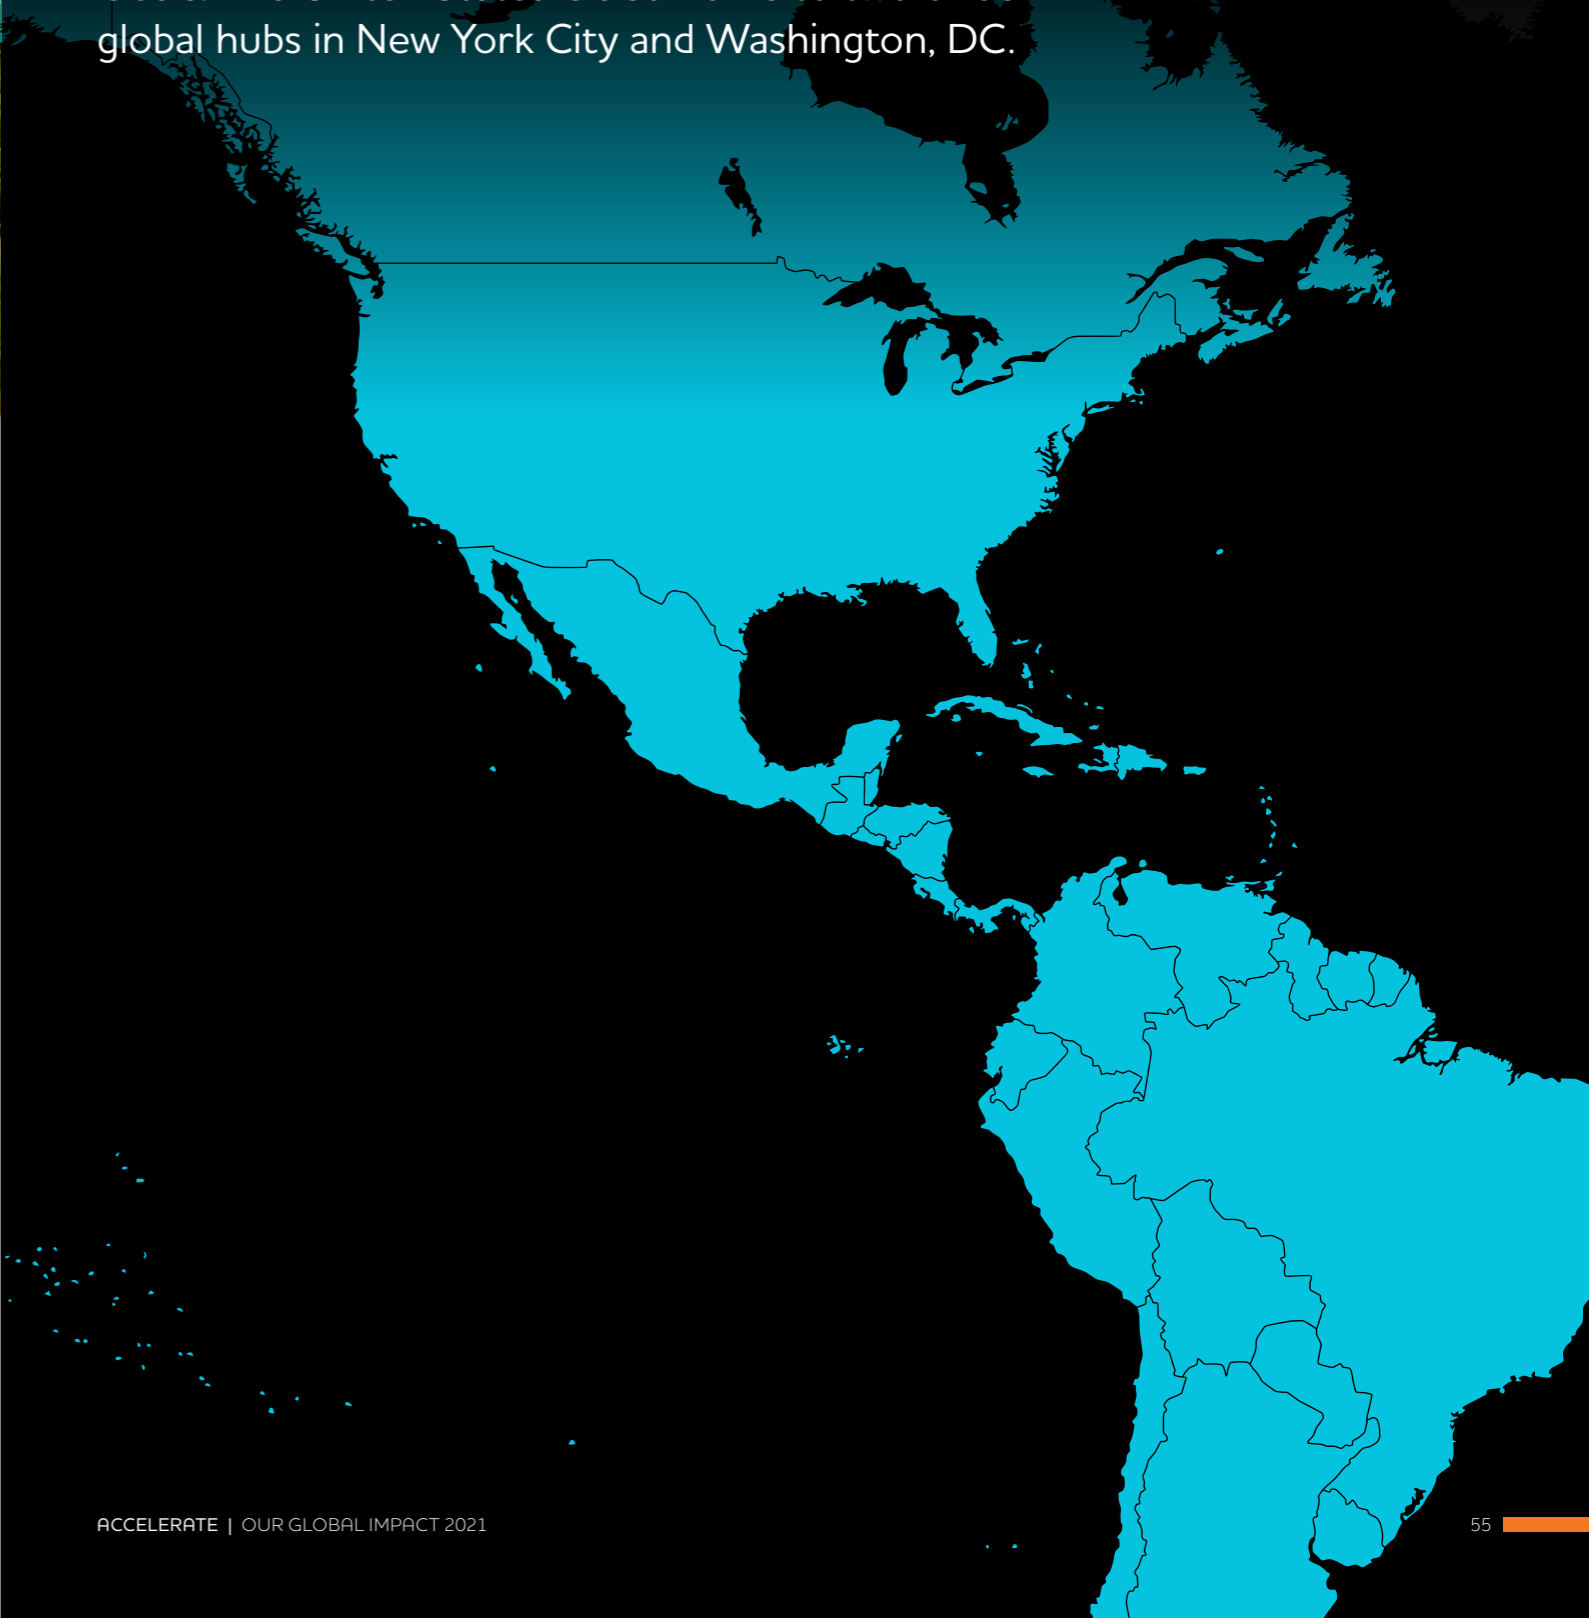 global hubs in New York City and Washington, DC.
ACCELERATE | OUR GLOBAL IMPACT 2021
55